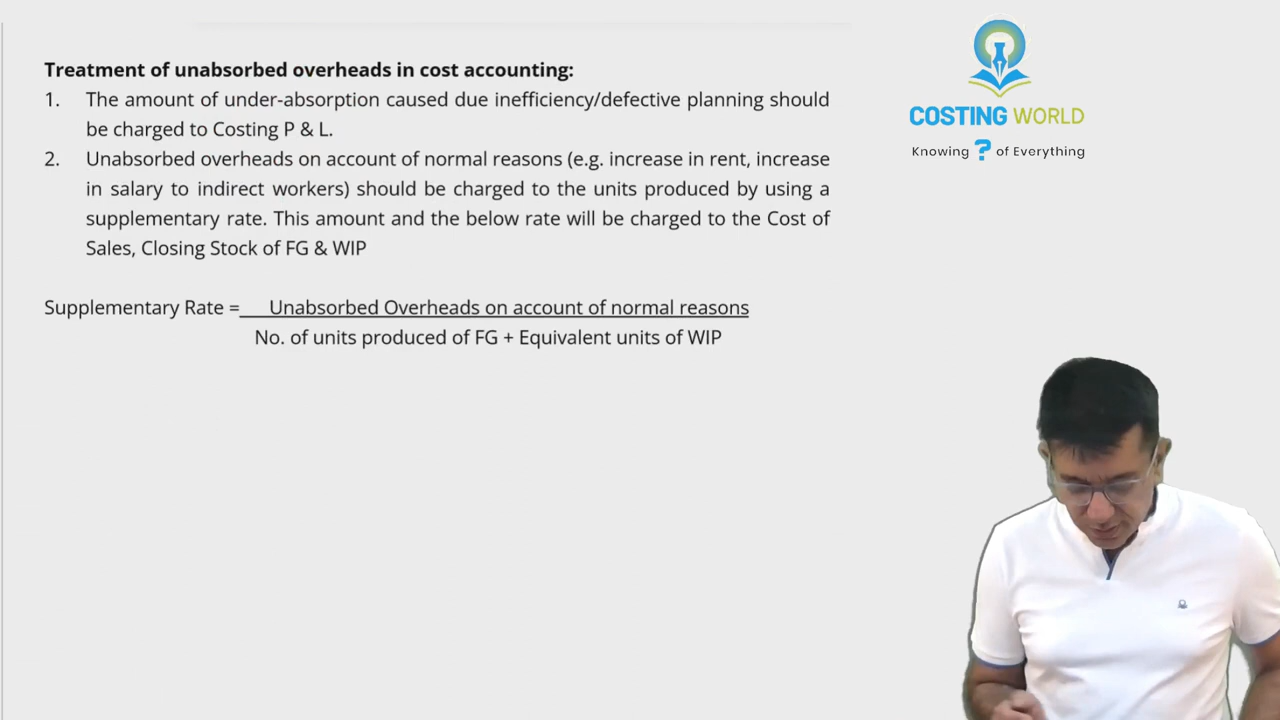 Treatment of unabsorbed overheads in cost accounting:
1. The amount of under-absorption caused due inefficiency/defective planning should
be charged to Costing P & L.
2. Unabsorbed overheads on account of normal reasons (e.g. increase in rent, increase
in salary to indirect workers) should be charged to the units produced by using a
supplementary rate. This amount and the below rate will be charged to the Cost of
Sales, Closing Stock of FG & WIP
Supplementary Rate = Unabsorbed Overheads on account of normal reasons
No. of units produced of FG + Equivalent units of WIP
COSTING WORLD
Knowing ? of Everything